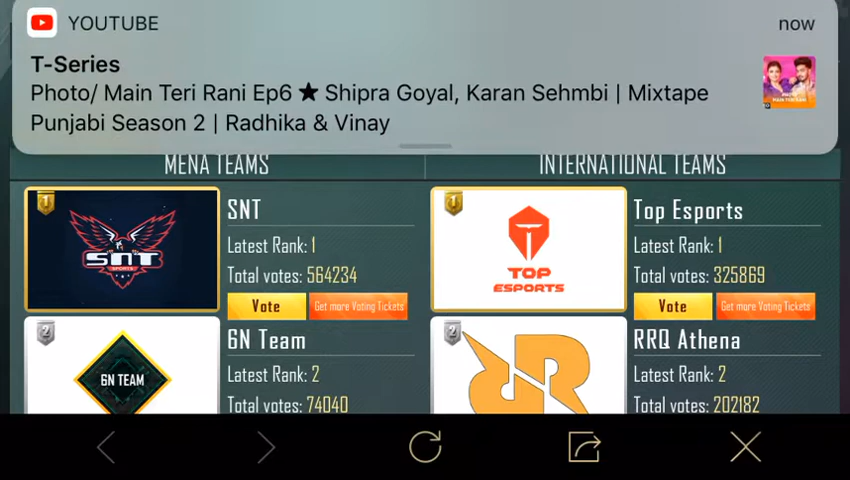 YOUTUBE
now
T-Series
Photo/ Main Teri Rani Ep6 ★ Shipra Goyal, Karan Sehmbi | Mixtape
Punjabi Season 2 | Radhika & Vinay
MENA TEAMS
INTERNATIONAL TEAMS
1
SNT
SPORTS
SNT
Latest Rank: 1
Total votes: 564234
Vote
Get more Voting Tickets
1
TOP
ESPORTS
Top Esports
Latest Rank: 1
Total votes: 325869
Vote
Get more Voting Tickets
2
6N TEAM
6N Team
Latest Rank: 2
Total votes: 74040
2
R
RRQ Athena
Latest Rank: 2
Total votes: 202182